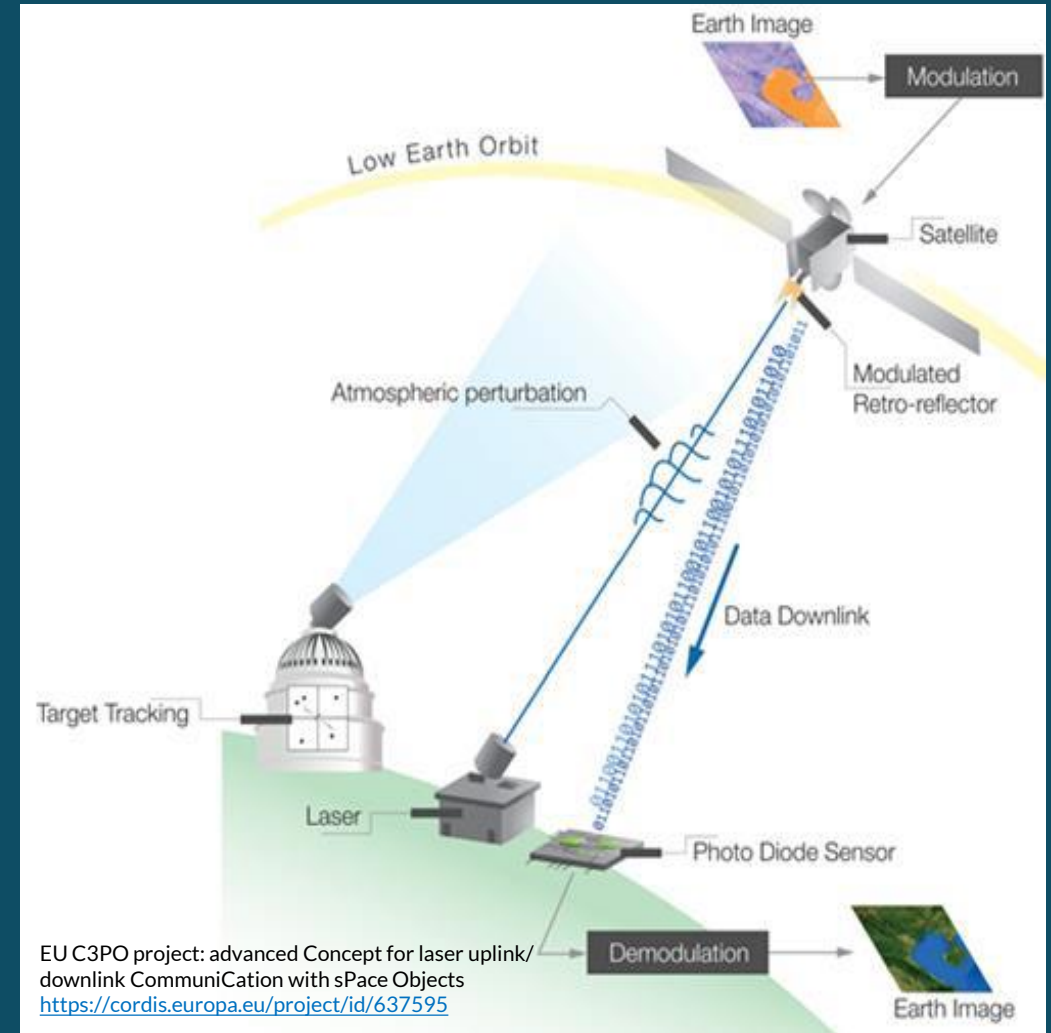 Earth Image
Modulation
Low Earth Orbit
Satellite
Modulated
Retro-reflector
Atmospheric perturbation
Data Downlink
Target Tracking
Laser
Photo Diode Sensor
Demodulation
Earth Image
EU C3PO project: advanced Concept for laser uplink/
downlink CommuniCation with sPace Objects
https://cordis.europa.eu/project/id/637595